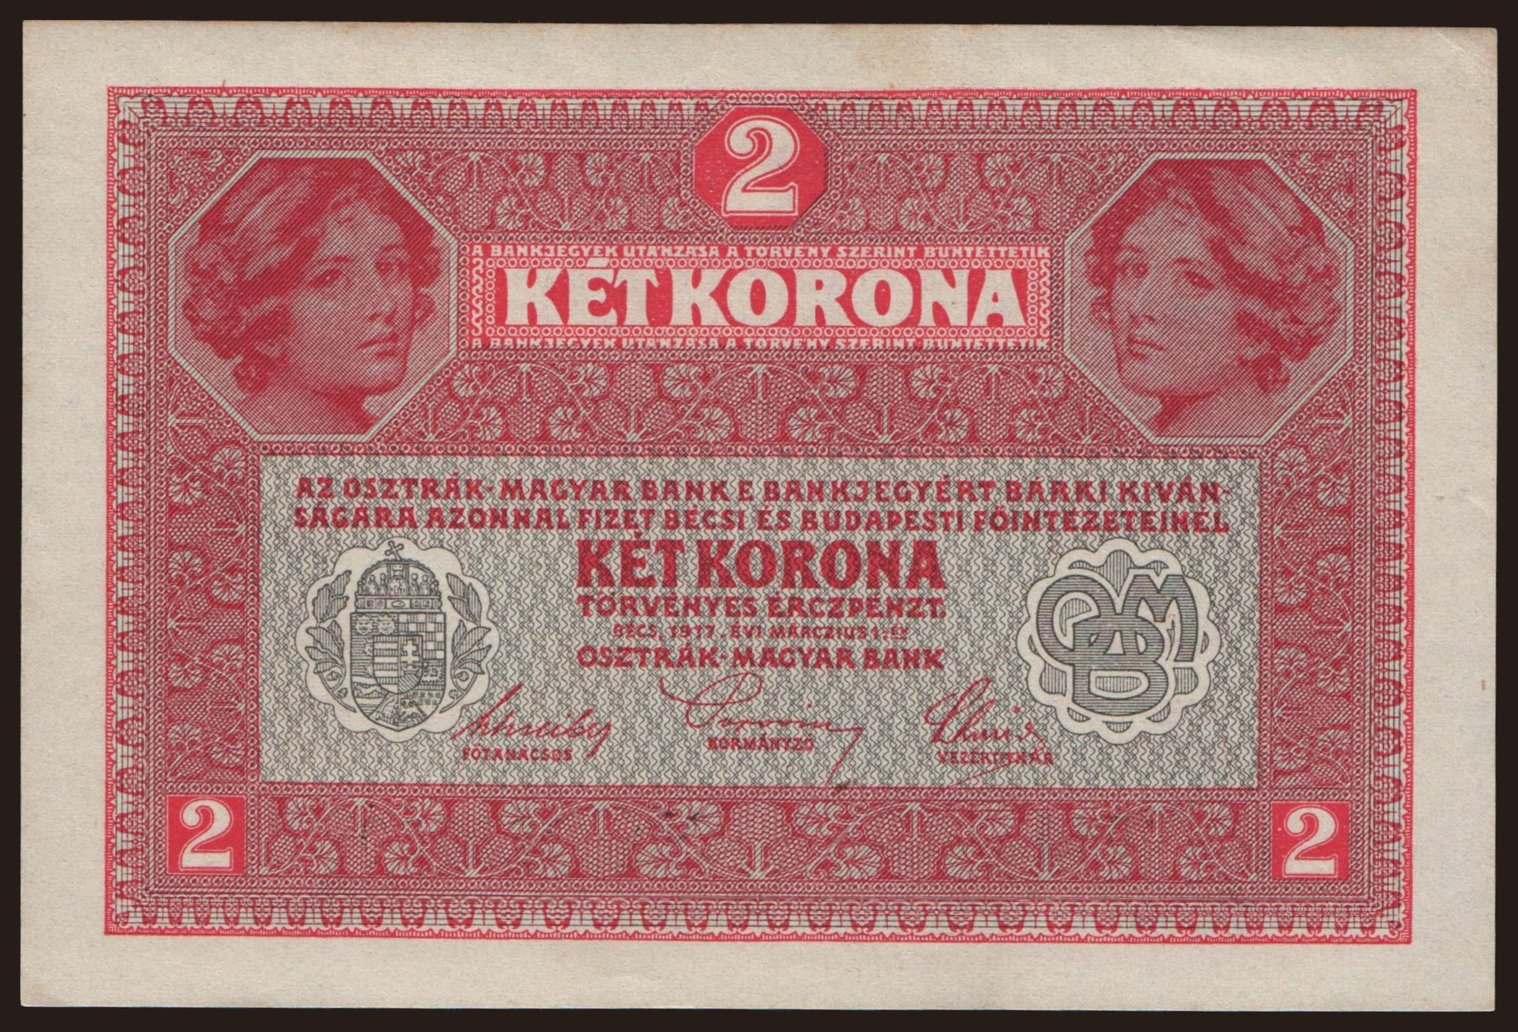 2
A BANKJEGYEK UTÁNZÁSA A TÖRVÉNY SZERINT BÜNTETTETIK
KÉT KORONA
A BANKJEGYEK UTÁNZÁSA A TÖRVÉNY SZERINT BÜNTETTETIK
AZ OSZTRÁK-MAGYAR BANK E BANKJEGYÉRT BÁRKI KIVÁN-
SÁGÁRA AZONNAL FIZET BÉCSI ÉS BUDAPESTI FŐINTÉZETEINÉL
KÉT KORONA
TÖRVÉNYES ÉRCZPÉNZT.
BÉCS, 1917. ÉVI MÁRCZIUS 1-ÉN
OSZTRÁK-MAGYAR BANK
OMB
FŐTANÁCSOS
KORMÁNYZÓ
VEZÉRTITKÁR
2
2